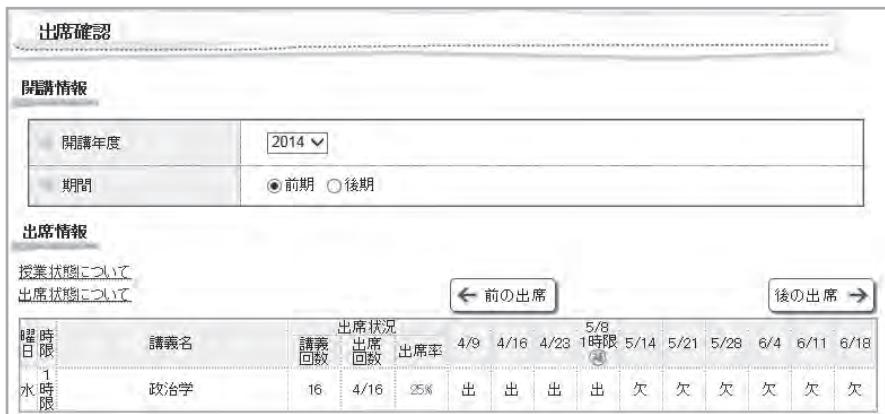 出席確認
開講情報
開講年度 2014
期間 前期 後期
出席情報
授業状態について
出席状態について
← 前の出席 後の出席 →
曜日 時限 講義名 出席状況 講義回数 出席回数 出席率 4/9 4/16 4/23 5/8 1時限 5/14 5/21 5/28 6/4 6/11 6/18
水 1時限 政治学 16 4/16 25% 出 出 出 出 欠 欠 欠 欠 欠 欠